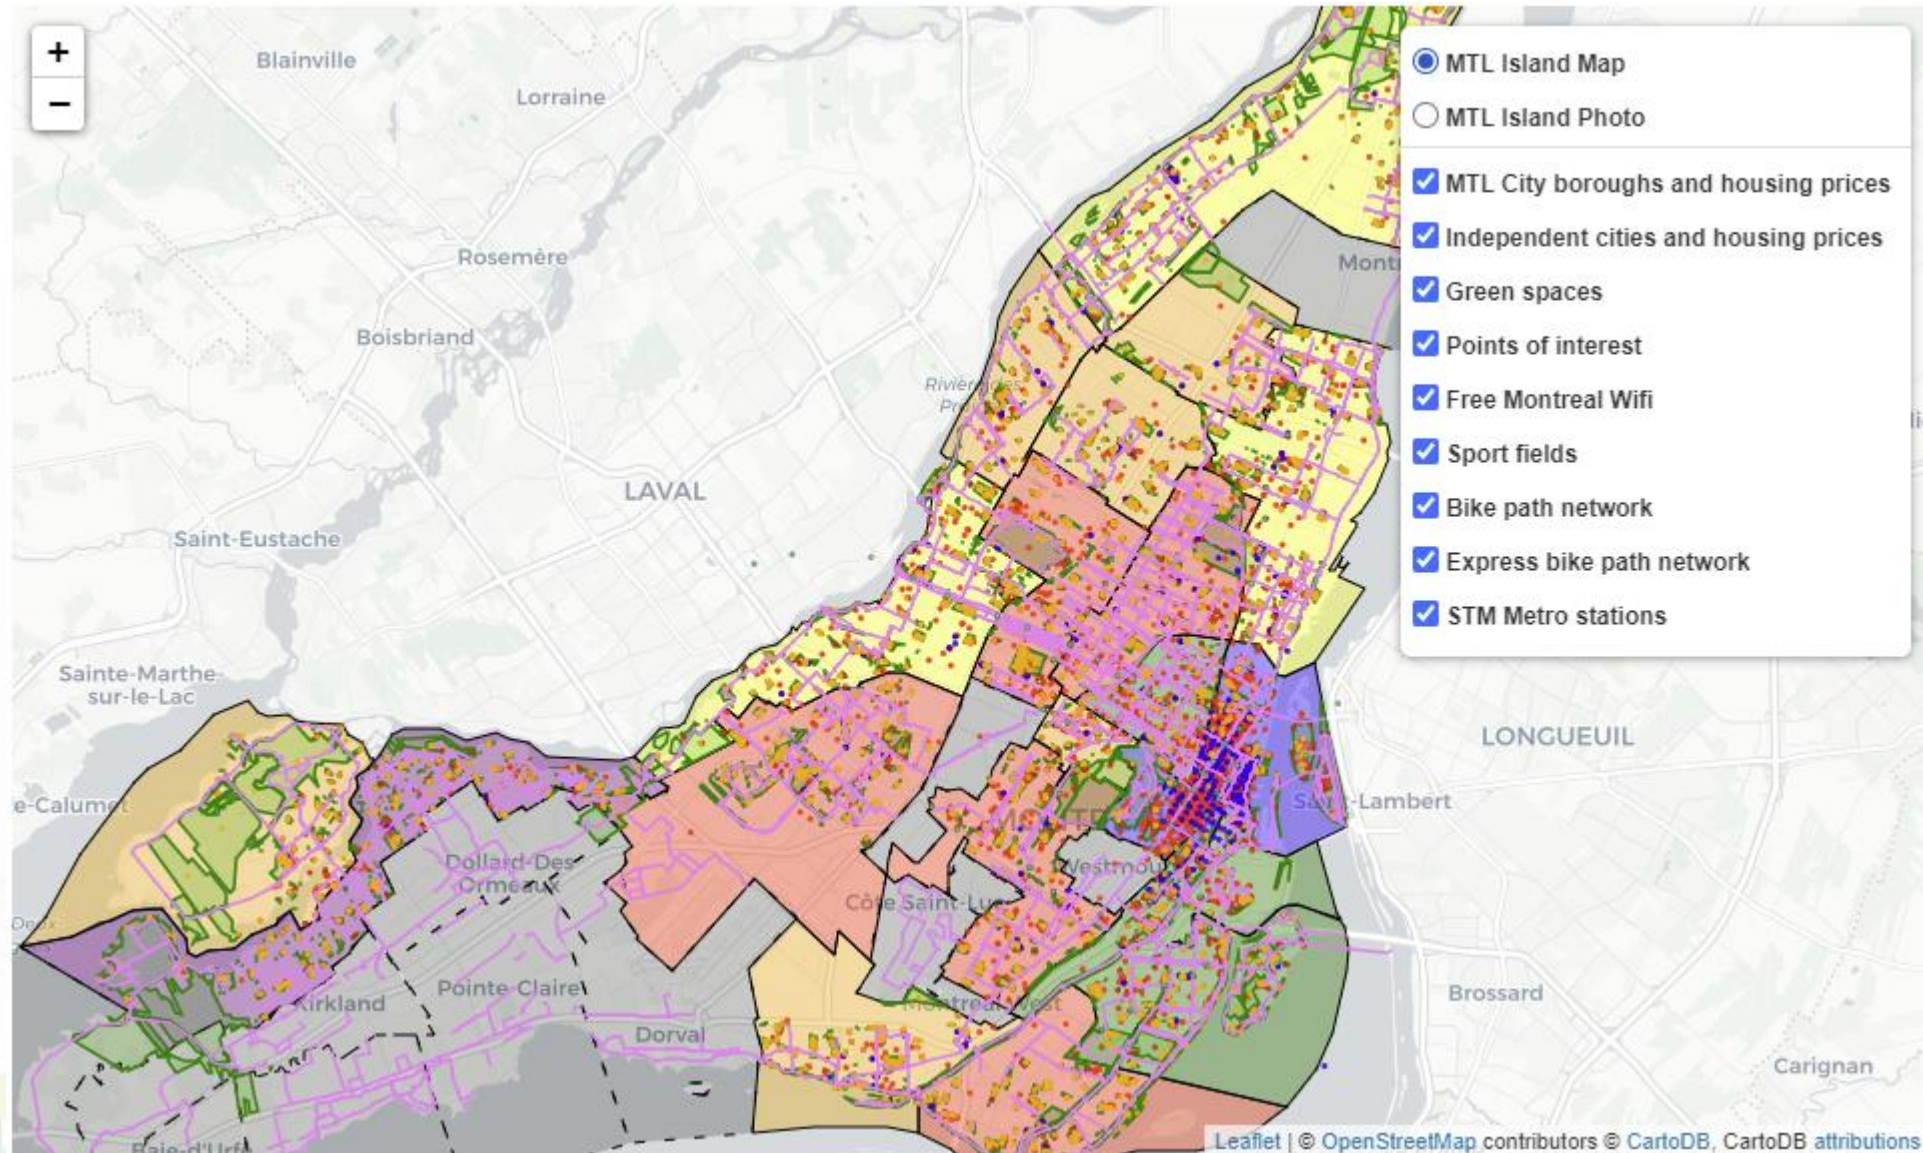 +
−
Blainville
Lorraine
Rosemère
Boisbriand
LAVAL
Saint-Eustache
Sainte-Marthe-
sur-le-Lac
Dollard-Des
Ormeaux
Kirkland
Pointe Claire
Dorval
Côte Saint-Luc
Westmou
Montreal West
LONGUEUIL
Brossard
Carignan
MTL Island Map
MTL Island Photo
MTL City boroughs and housing prices
Independent cities and housing prices
Green spaces
Points of interest
Free Montreal Wifi
Sport fields
Bike path network
Express bike path network
STM Metro stations
Leaflet | © OpenStreetMap contributors © CartoDB, CartoDB attributions